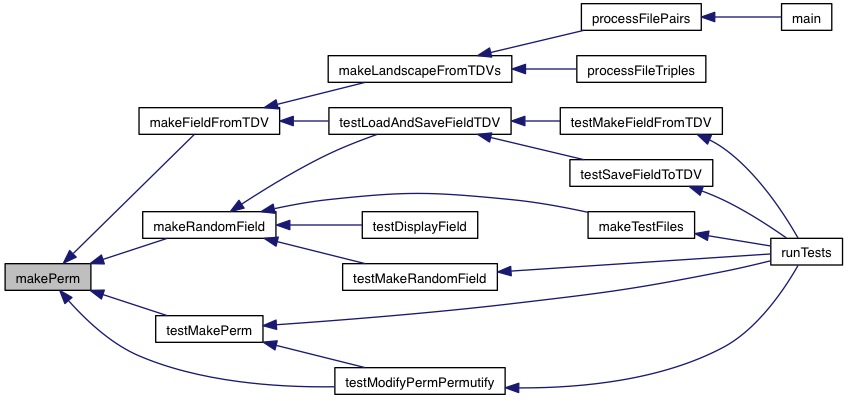 processFilePairs
main
makeLandscapeFromTDVs
processFileTriples
makeFieldFromTDV
testLoadAndSaveFieldTDV
testMakeFieldFromTDV
testSaveFieldToTDV
makeRandomField
testDisplayField
makeTestFiles
runTests
makePerm
testMakeRandomField
testMakePerm
testModifyPermPermutify